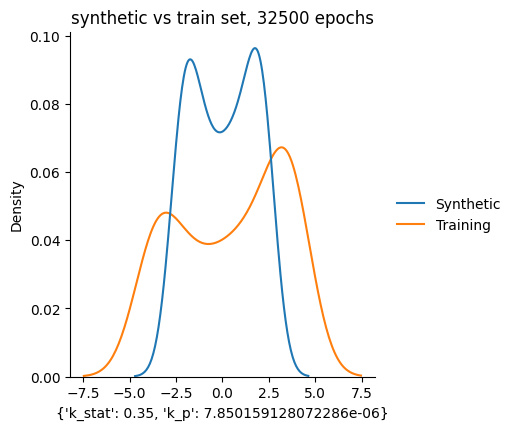 synthetic vs train set, 32500 epochs
0.10
0.08
0.06
0.04
0.02
0.00
Density
Synthetic
Training
−7.5 −5.0 −2.5 0.0 2.5 5.0 7.5
{'k_stat': 0.35, 'k_p': 7.850159128072286e-06}